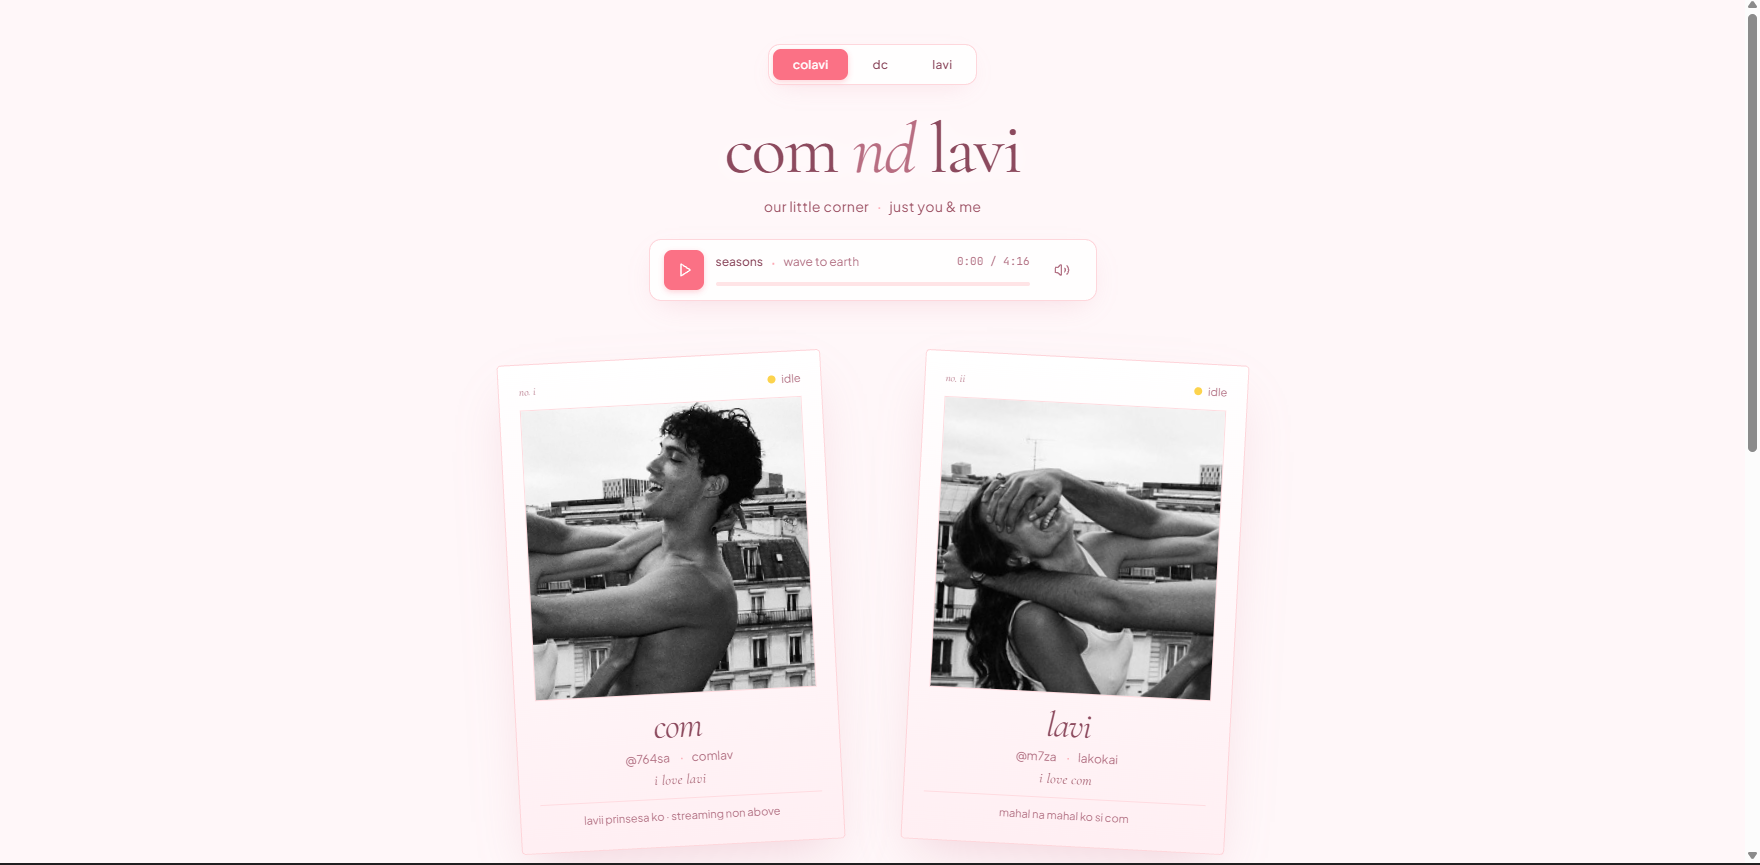 colavi dc lavi
com nd lavi
our little corner · just you & me
seasons · wave to earth 0:00 / 4:16
no. i idle
com
@764sa · comlav
i love lavi
lavii prinsesa ko · streaming non above
no. ii idle
lavi
@m7za · lakokai
i love com
mahal na mahal ko si com